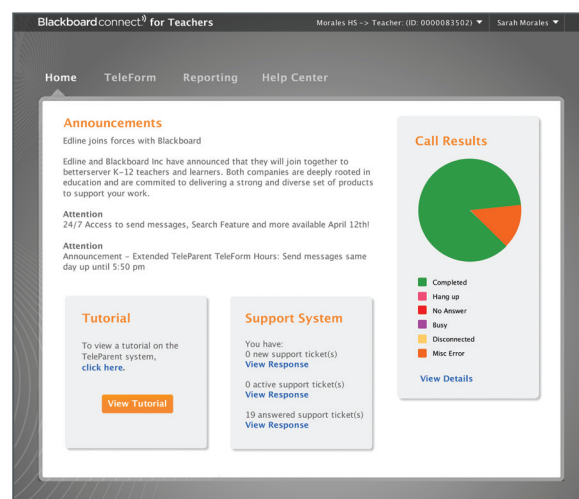 Blackboard connect. for Teachers
Morales HS -> Teacher: (ID: 0000083502) ▼
Sarah Morales ▼
Home TeleForm Reporting Help Center
Announcements
Edline joins forces with Blackboard
Edline and Blackboard Inc have announced that they will join together to
betterserver K-12 teachers and learners. Both companies are deeply rooted in
education and are commited to delivering a strong and diverse set of products
to support your work.
Attention
24/7 Access to send messages, Search Feature and more available April 12th!
Attention
Announcement - Extended TeleParent TeleForm Hours: Send messages same
day up until 5:50 pm
Tutorial
To view a tutorial on the
TeleParent system,
click here.
View Tutorial
Support System
You have:
0 new support ticket(s)
View Response
0 active support ticket(s)
View Response
19 answered support ticket(s)
View Response
Call Results
Completed
Hang up
No Answer
Busy
Disconnected
Misc Error
View Details